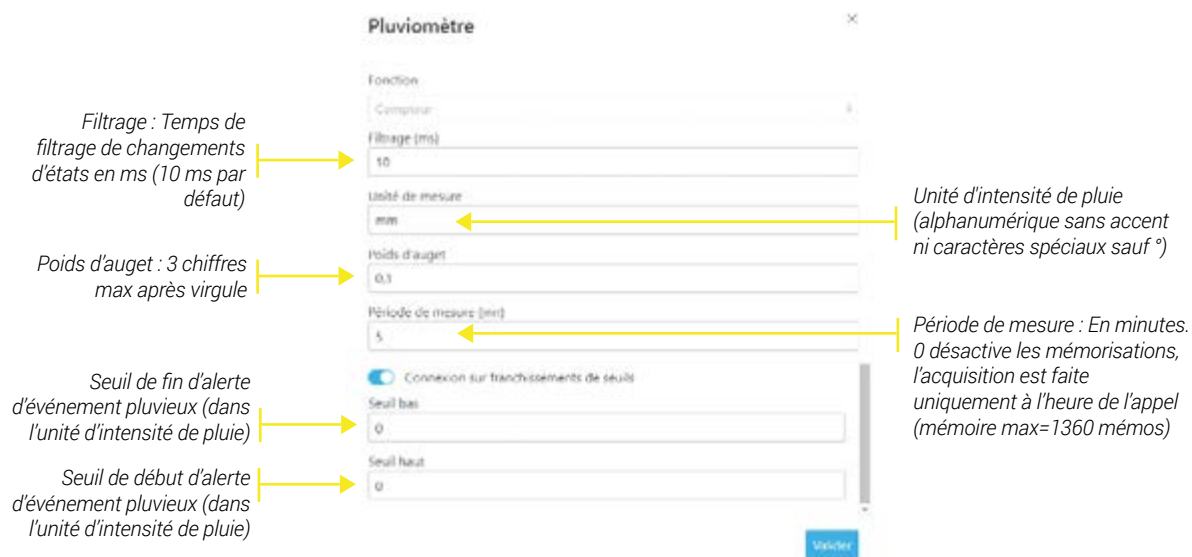 Pluviomètre
×
Fonction
Compteur
Filtrage (ms)
10
Unité de mesure
mm
Poids d'auget
0,1
Période de mesure (mn)
5
Connexion sur franchissements de seuils
Seuil bas
0
Seuil haut
0
Valider
Filtrage : Temps de
filtrage de changements
d'états en ms (10 ms par
défaut)
Poids d'auget : 3 chiffres
max après virgule
Seuil de fin d'alerte
d'événement pluvieux (dans
l'unité d'intensité de pluie)
Seuil de début d'alerte
d'événement pluvieux (dans
l'unité d'intensité de pluie)
Unité d'intensité de pluie
(alphanumérique sans accent
ni caractères spéciaux sauf °)
Période de mesure : En minutes.
0 désactive les mémorisations,
l'acquisition est faite
uniquement à l'heure de l'appel
(mémoire max=1360 mémos)